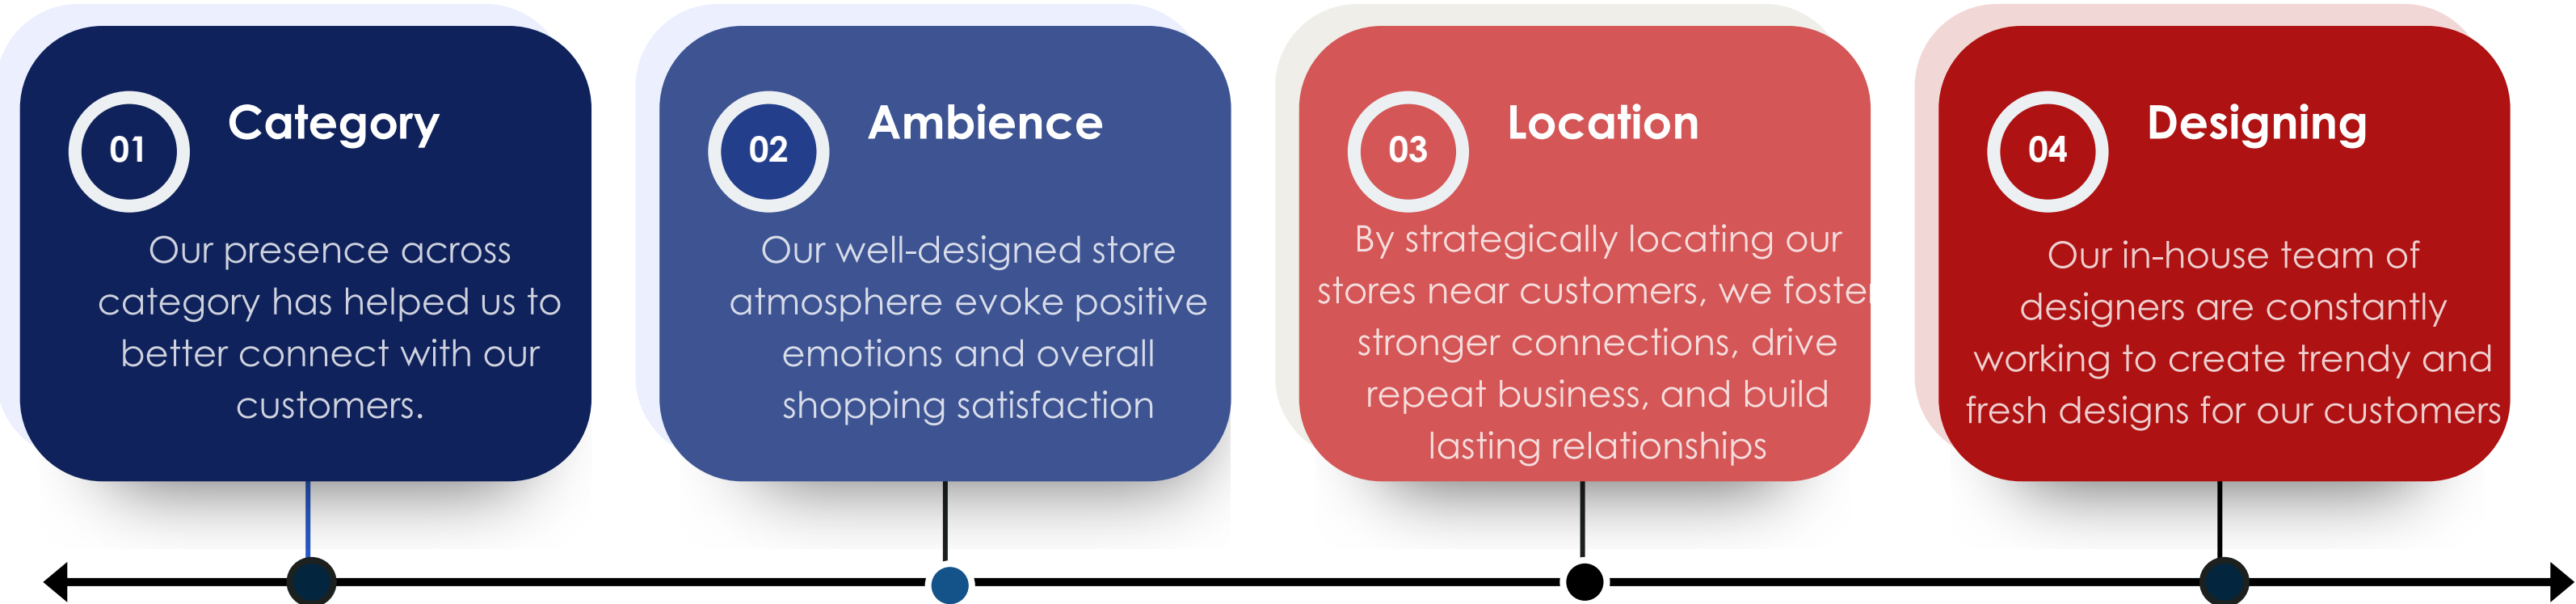 01
Category
Our presence across
category has helped us to
better connect with our
customers.
02
Ambience
Our well-designed store
atmosphere evoke positive
emotions and overall
shopping satisfaction
03
Location
By strategically locating our
stores near customers, we foster
stronger connections, drive
repeat business, and build
lasting relationships
04
Designing
Our in-house team of
designers are constantly
working to create trendy and
fresh designs for our customers